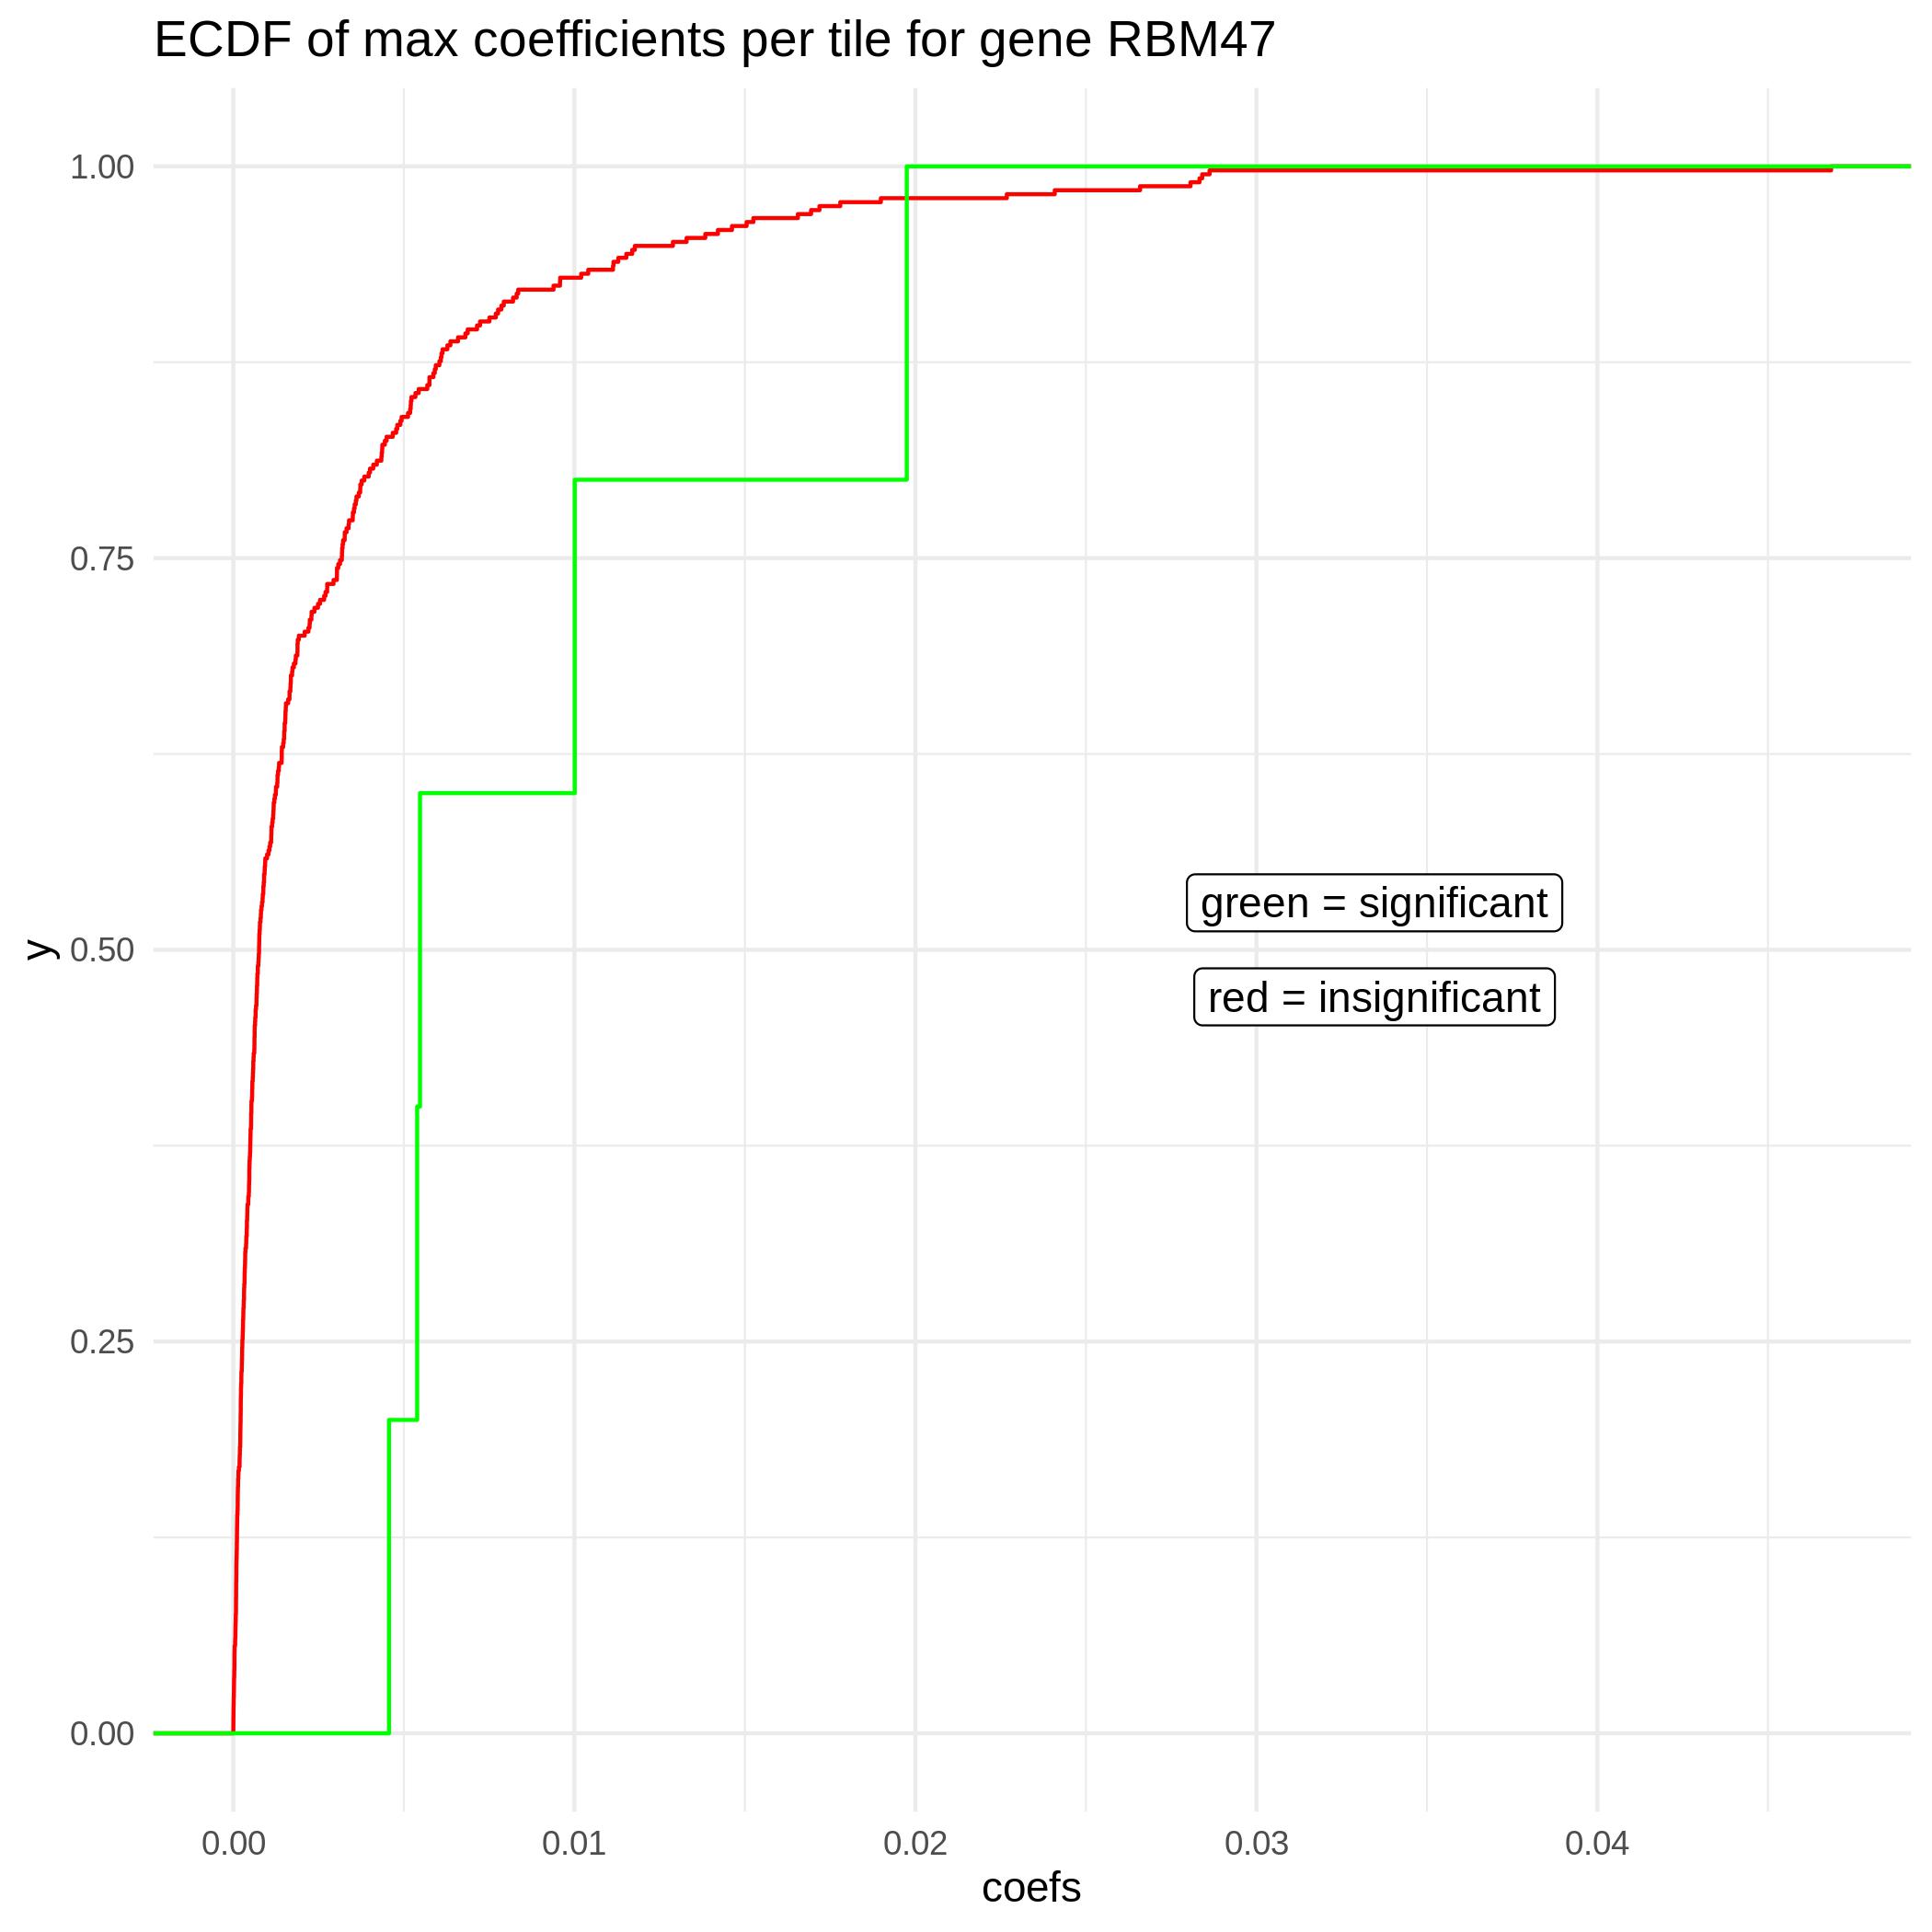 ECDF of max coefficients per tile for gene RBM47
1.00
0.75
0.50
0.25
0.00
y
green = significant
red = insignificant
0.00 0.01 0.02 0.03 0.04
coefs